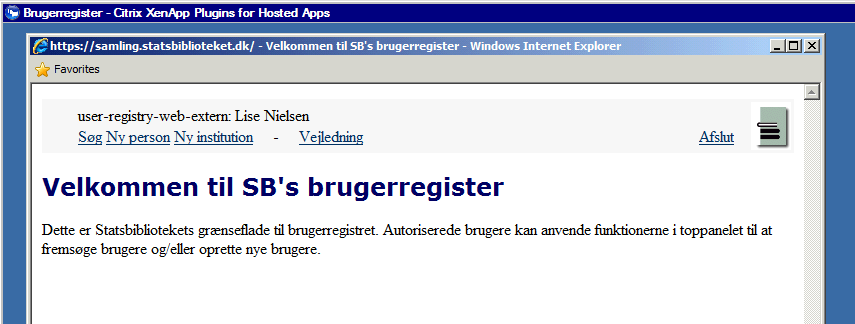 Brugerregister - Citrix XenApp Plugins for Hosted Apps
https://samling.statsbiblioteket.dk/ - Velkommen til SB's brugerregister - Windows Internet Explorer
Favorites
user-registry-web-extern: Lise Nielsen
Søg Ny person Ny institution - Vejledning Afslut
Velkommen til SB's brugerregister
Dette er Statsbibliotekets grænseflade til brugerregistret. Autoriserede brugere kan anvende funktionerne i toppanelet til at
fremsøge brugere og/eller oprette nye brugere.